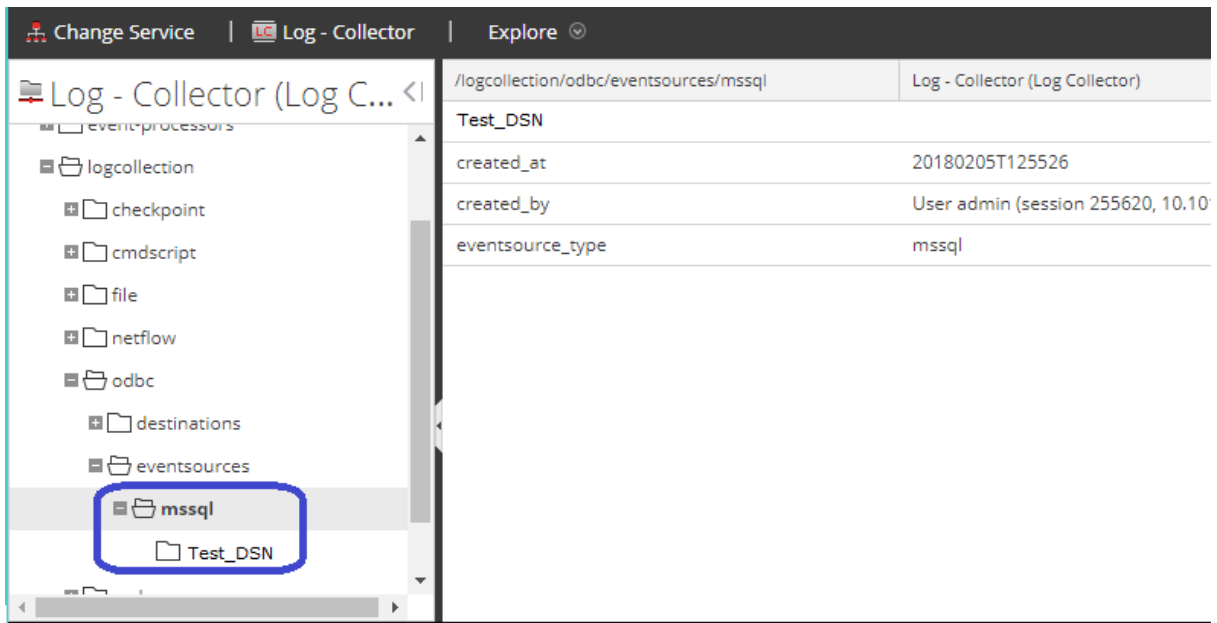 Change Service | LC Log - Collector | Explore
Log - Collector (Log C...
event-processors
logcollection
checkpoint
cmdscript
file
netflow
odbc
destinations
eventsources
mssql
Test_DSN
/logcollection/odbc/eventsources/mssql Log - Collector (Log Collector)
Test_DSN
created_at 20180205T125526
created_by User admin (session 255620, 10.10
eventsource_type mssql